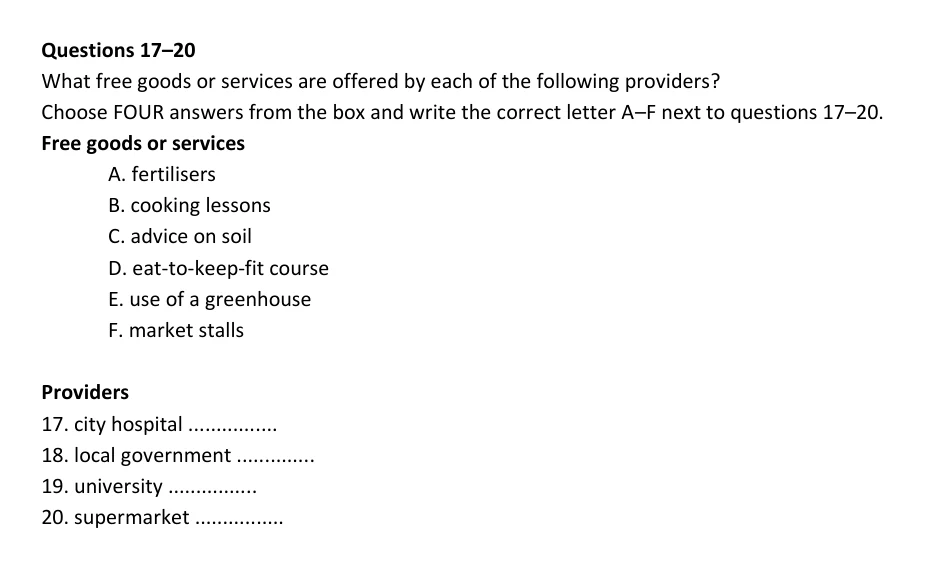 Questions 17–20
What free goods or services are offered by each of the following providers?
Choose FOUR answers from the box and write the correct letter A–F next to questions 17–20.
Free goods or services
A. fertilisers
B. cooking lessons
C. advice on soil
D. eat-to-keep-fit course
E. use of a greenhouse
F. market stalls
Providers
17. city hospital ...............
18. local government .............
19. university ...............
20. supermarket ...............